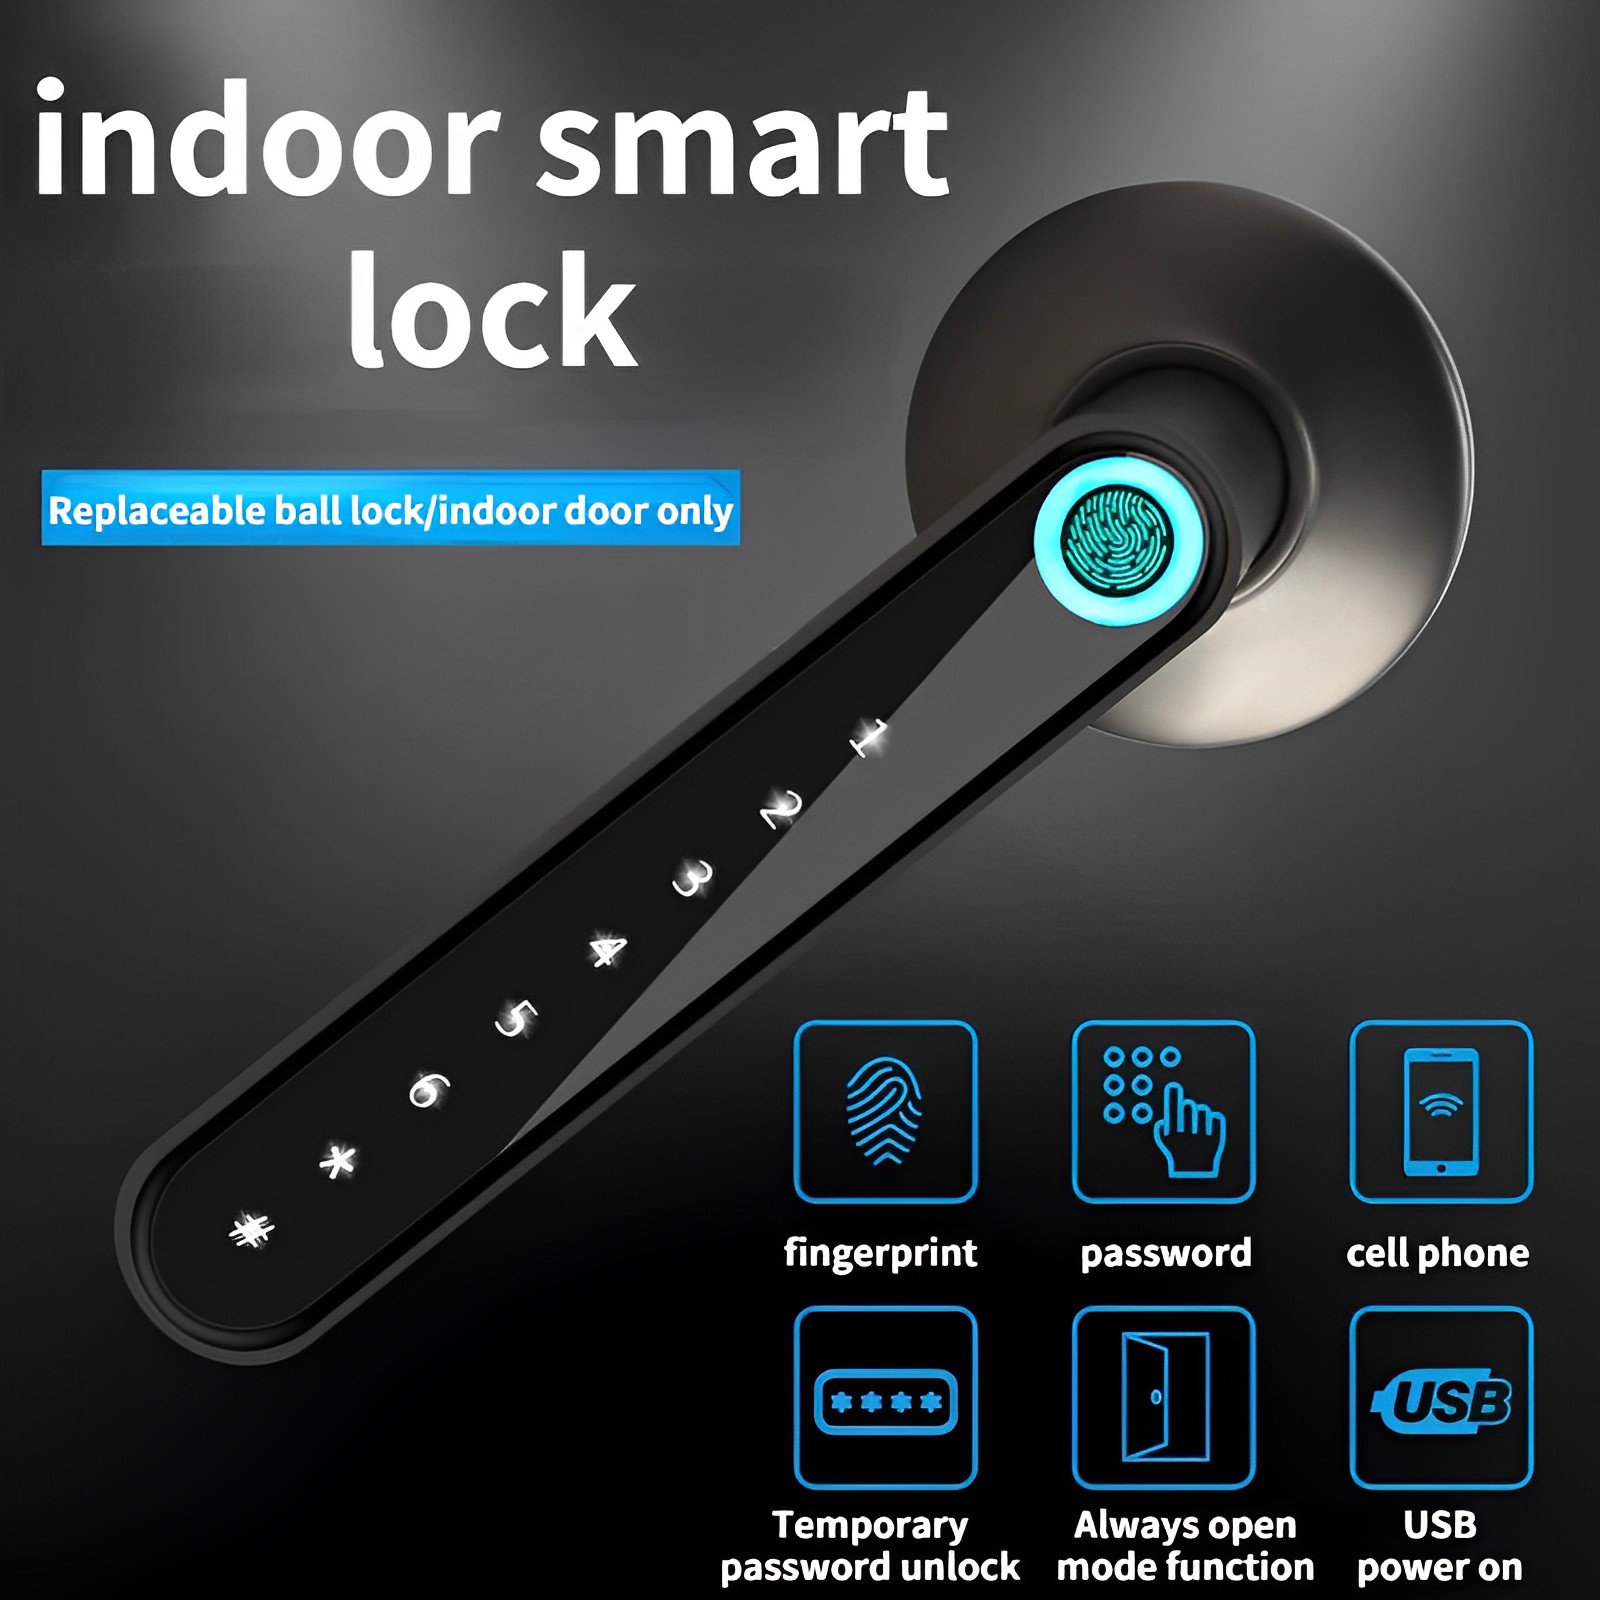 indoor smart
lock
Replaceable ball lock/indoor door only
1
2
3
4
5
6
*
#
fingerprint
password
cell phone
****
USB
Temporary
password unlock
Always open
mode function
USB
power on